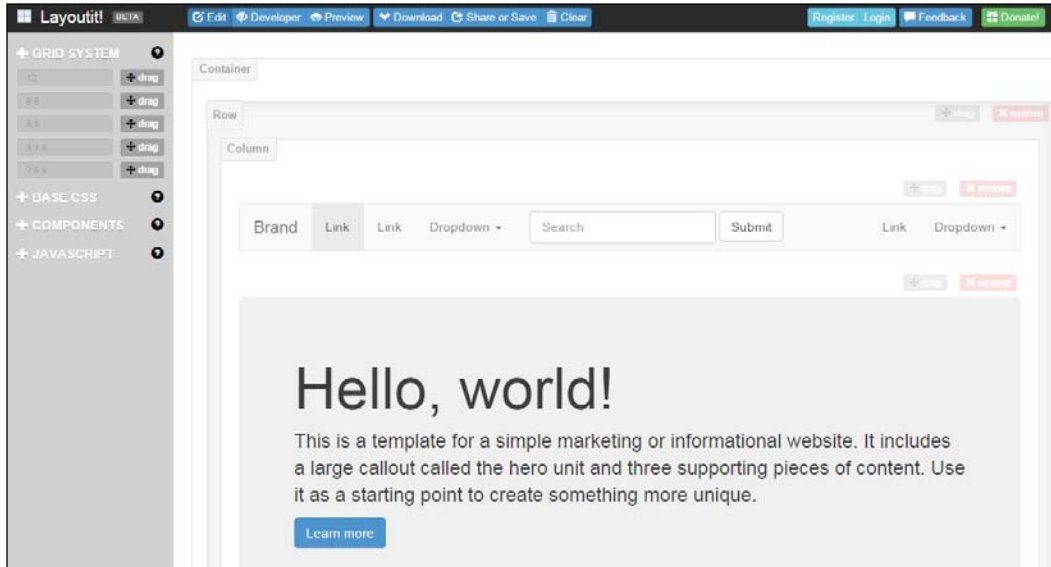 Layoutit! BETA Edit Developer Preview Download Share or Save Clear Register Login Feedback Donate!
GRID SYSTEM
12 drag
6 6 drag
8 4 drag
4 4 4 drag
2 6 4 drag
BASE CSS
COMPONENTS
JAVASCRIPT
Container
Row drag remove
Column
drag remove
Brand Link Link Dropdown Search Submit Link Dropdown
drag remove
Hello, world!
This is a template for a simple marketing or informational website. It includes
a large callout called the hero unit and three supporting pieces of content. Use
it as a starting point to create something more unique.
Learn more